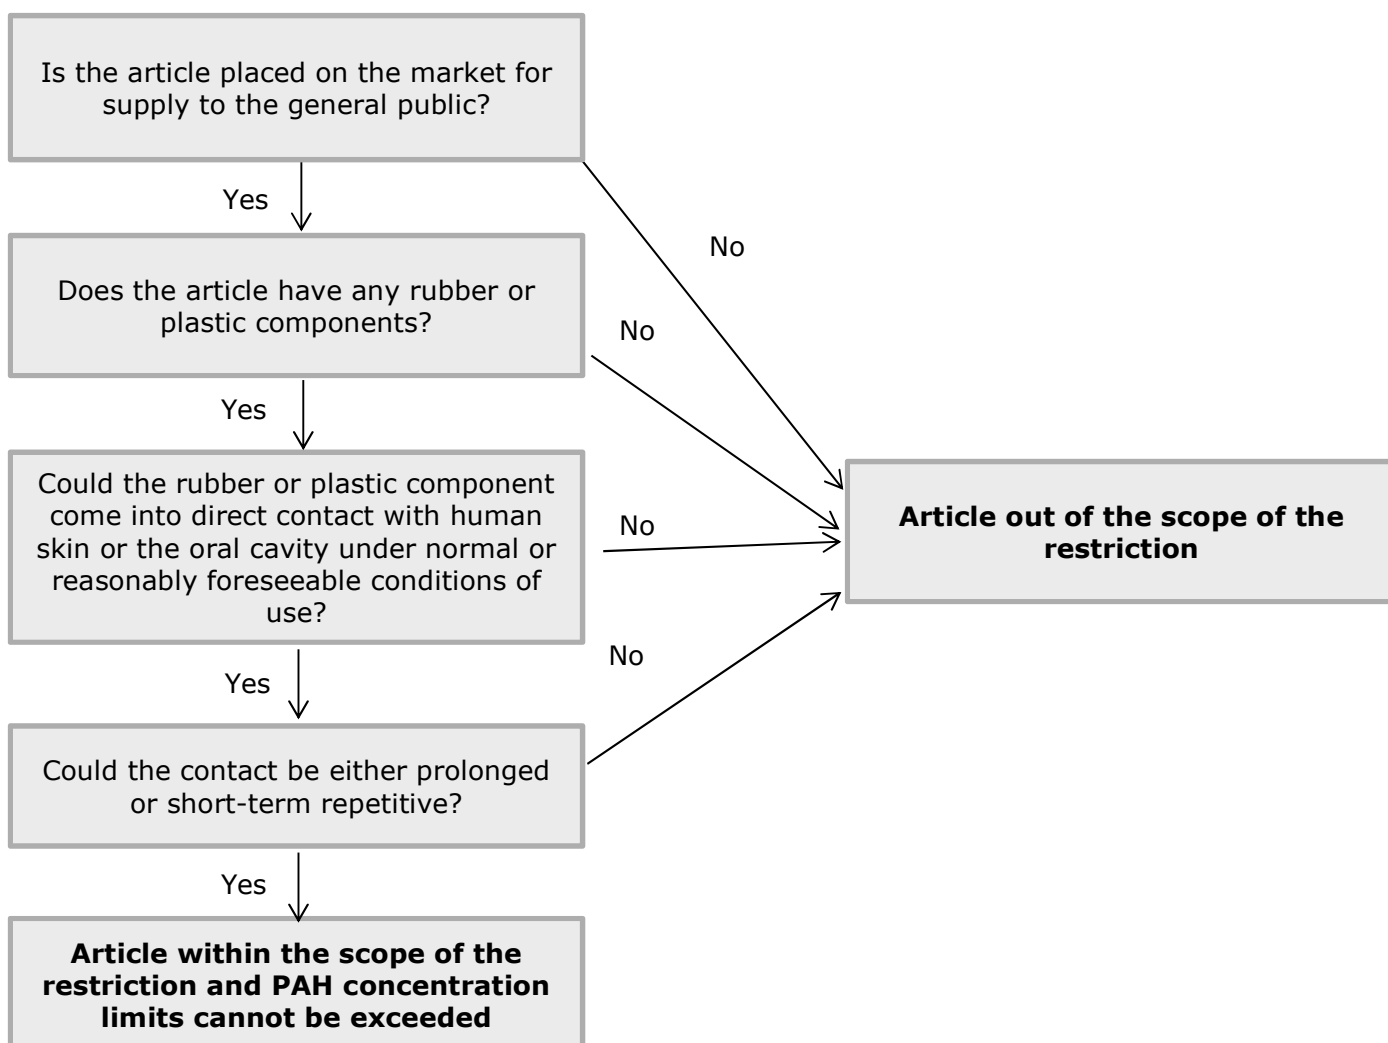 Is the article placed on the market for
supply to the general public?
Yes
No
Does the article have any rubber or
plastic components?
No
Yes
Could the rubber or plastic component
come into direct contact with human
skin or the oral cavity under normal or
reasonably foreseeable conditions of
use?
No
Article out of the scope of the
restriction
Yes
No
Could the contact be either prolonged
or short-term repetitive?
Yes
Article within the scope of the
restriction and PAH concentration
limits cannot be exceeded